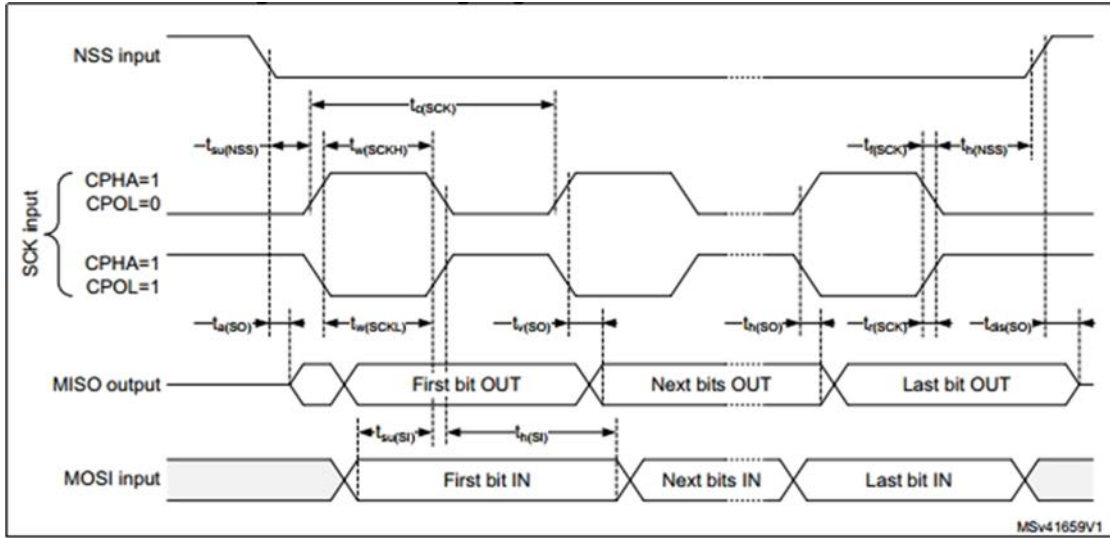 NSS input
tc(SCK)
tsu(NSS) tw(SCKH) tf(SCK) th(NSS)
SCK input
CPHA=1
CPOL=0
CPHA=1
CPOL=1
ta(SO) tw(SCKL) tv(SO) th(SO) tr(SCK) tdis(SO)
MISO output First bit OUT Next bits OUT Last bit OUT
tsu(SI) th(SI)
MOSI input First bit IN Next bits IN Last bit IN
MSv41659V1